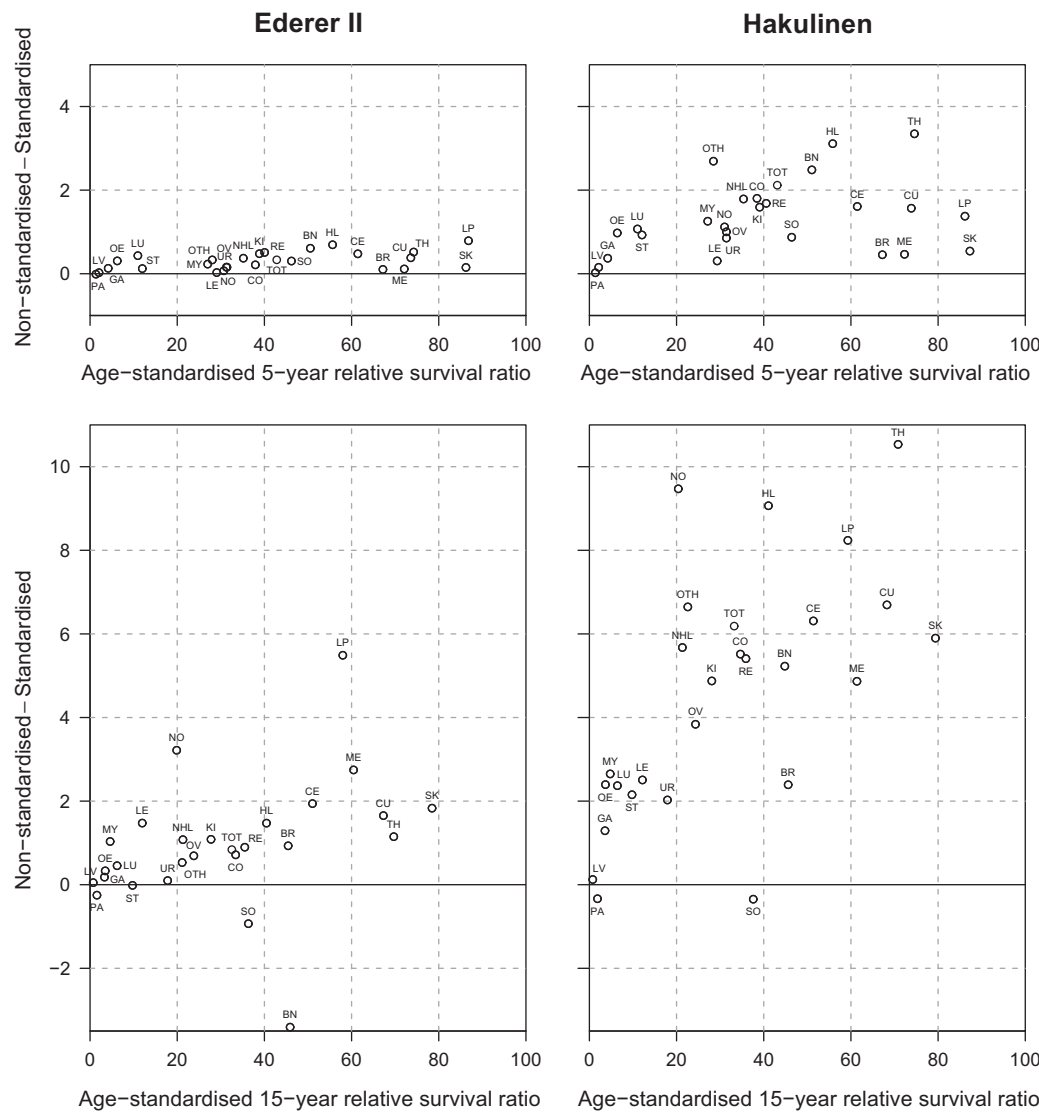 Ederer II
Hakulinen
Non−standardised − Standardised
4
2
0
PA
LV
GA
OE
LU
ST
MY
OTH
LE
OV
UR
NO
NHL
CO
KI
RE
TOT
SO
BN
HL
CE
BR
ME
CU
TH
SK
LP
0 20 40 60 80 100
Age−standardised 5−year relative survival ratio
PA
LV
GA
OE
LU
ST
MY
OTH
LE
NO
OV
UR
NHL
CO
KI
RE
TOT
SO
BN
HL
CE
BR
ME
CU
TH
LP
SK
0 20 40 60 80 100
Age−standardised 5−year relative survival ratio
Non−standardised − Standardised
10
8
6
4
2
0
−2
LV
PA
OE
GA
MY
LU
ST
LE
UR
NO
NHL
OTH
OV
KI
TOT
CO
RE
SO
HL
BR
BN
CE
LP
ME
CU
TH
SK
0 20 40 60 80 100
Age−standardised 15−year relative survival ratio
LV
PA
GA
OE
MY
LU
ST
LE
UR
NO
NHL
OTH
OV
KI
TOT
CO
RE
SO
HL
BN
BR
CE
LP
ME
CU
TH
SK
0 20 40 60 80 100
Age−standardised 15−year relative survival ratio